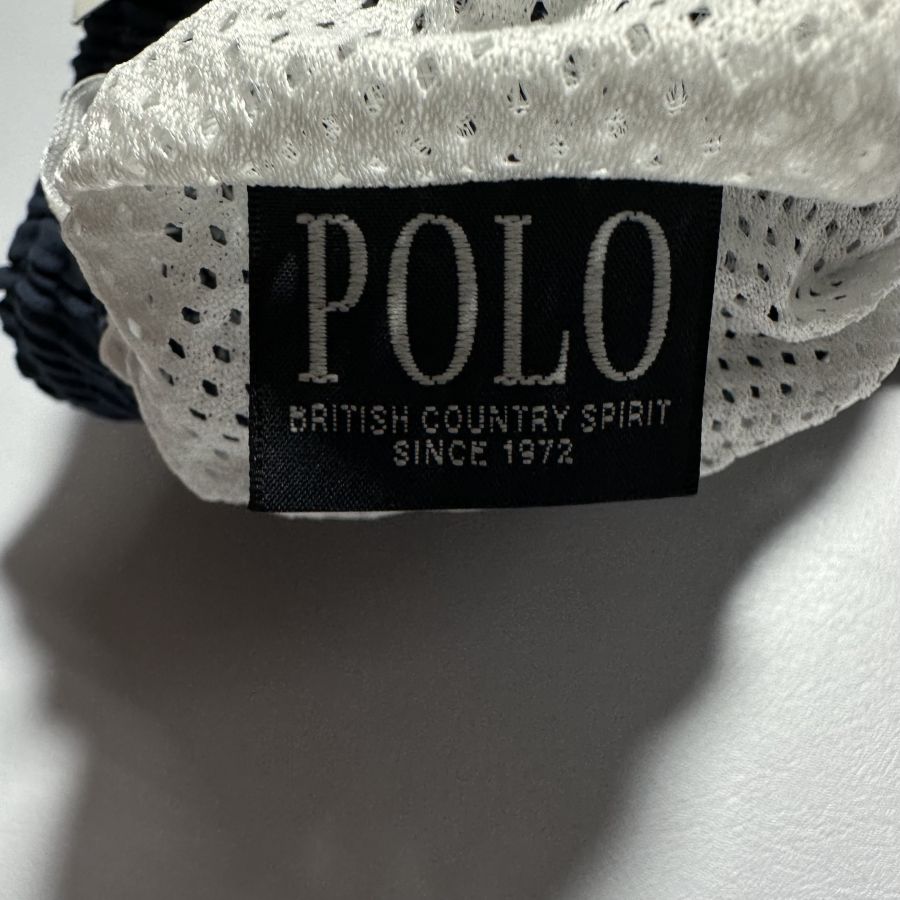 POLO
BRITISH COUNTRY SPIRIT
SINCE 1972